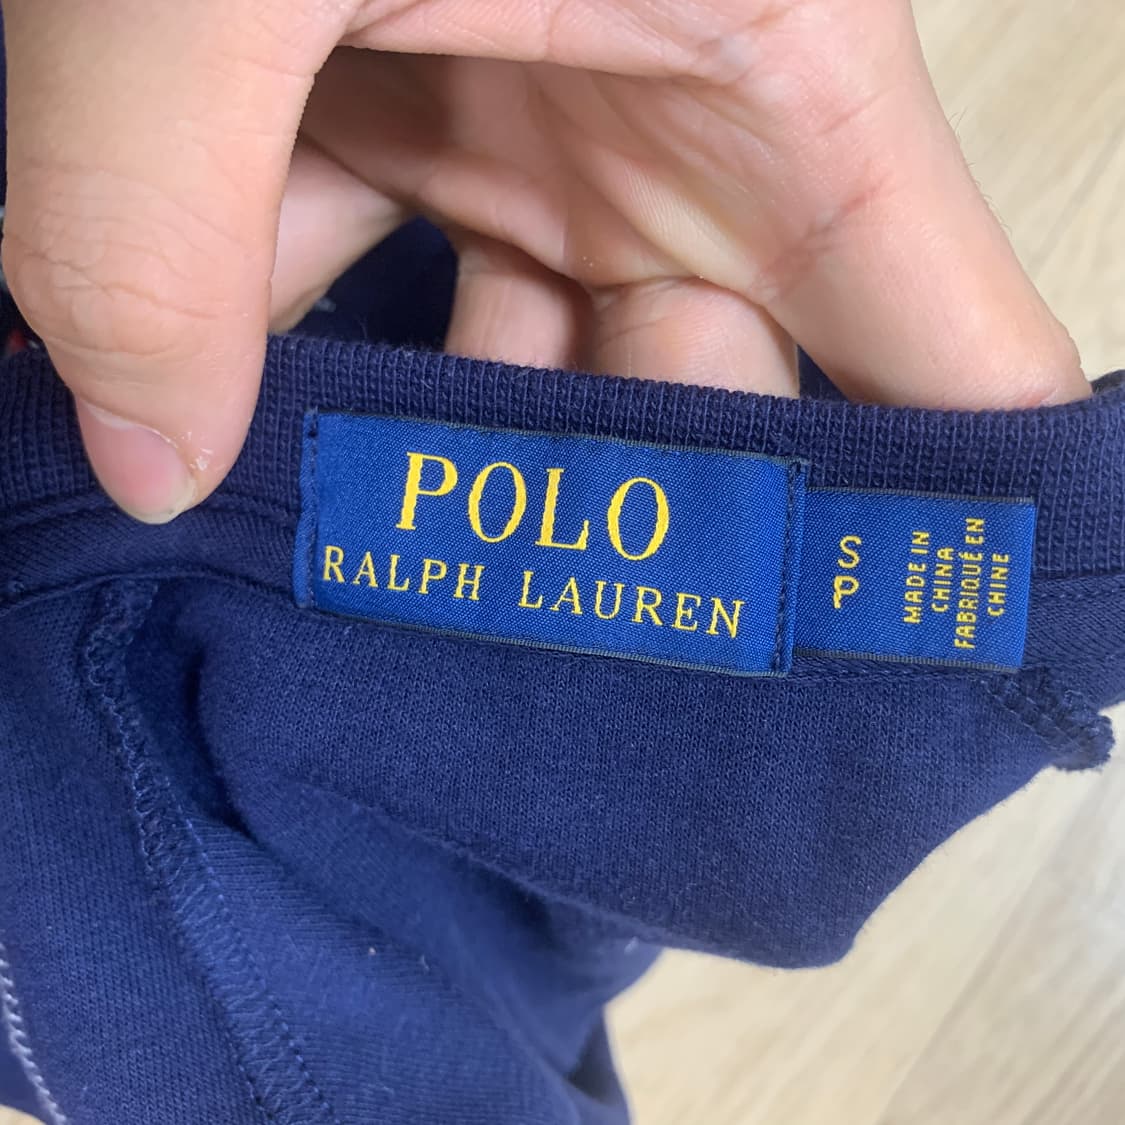 POLO
RALPH LAUREN
S
P
MADE IN
CHINA
FABRIQUÉ EN
CHINE